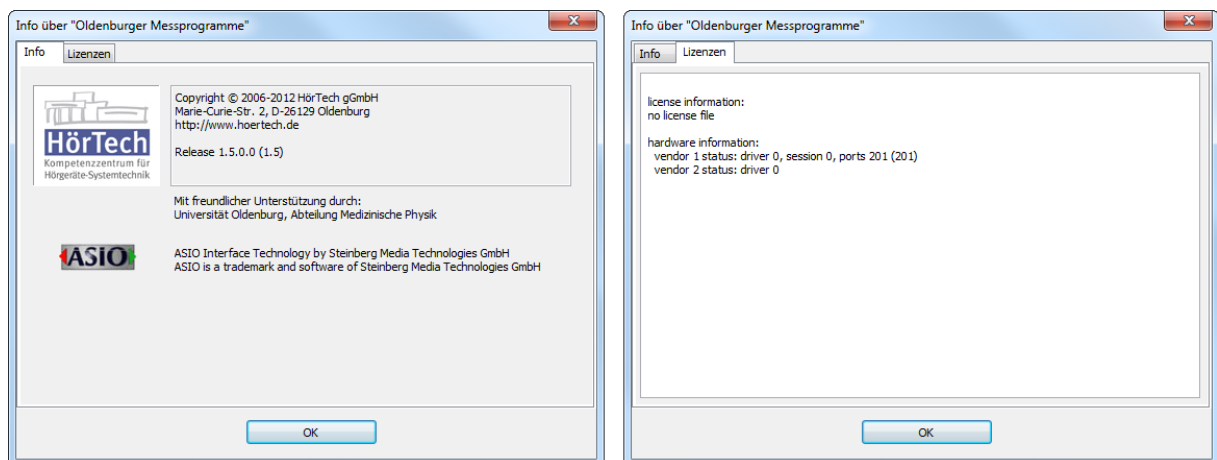 Info über "Oldenburger Messprogramme"
Info
Lizenzen
HörTech
Kompetenzzentrum für
Hörgeräte-Systemtechnik
Copyright © 2006-2012 HörTech gGmbH
Marie-Curie-Str. 2, D-26129 Oldenburg
http://www.hoertech.de
Release 1.5.0.0 (1.5)
Mit freundlicher Unterstützung durch:
Universität Oldenburg, Abteilung Medizinische Physik
ASIO
ASIO Interface Technology by Steinberg Media Technologies GmbH
ASIO is a trademark and software of Steinberg Media Technologies GmbH
OK
Info über "Oldenburger Messprogramme"
Info
Lizenzen
license information:
no license file
hardware information:
vendor 1 status: driver 0, session 0, ports 201 (201)
vendor 2 status: driver 0
OK